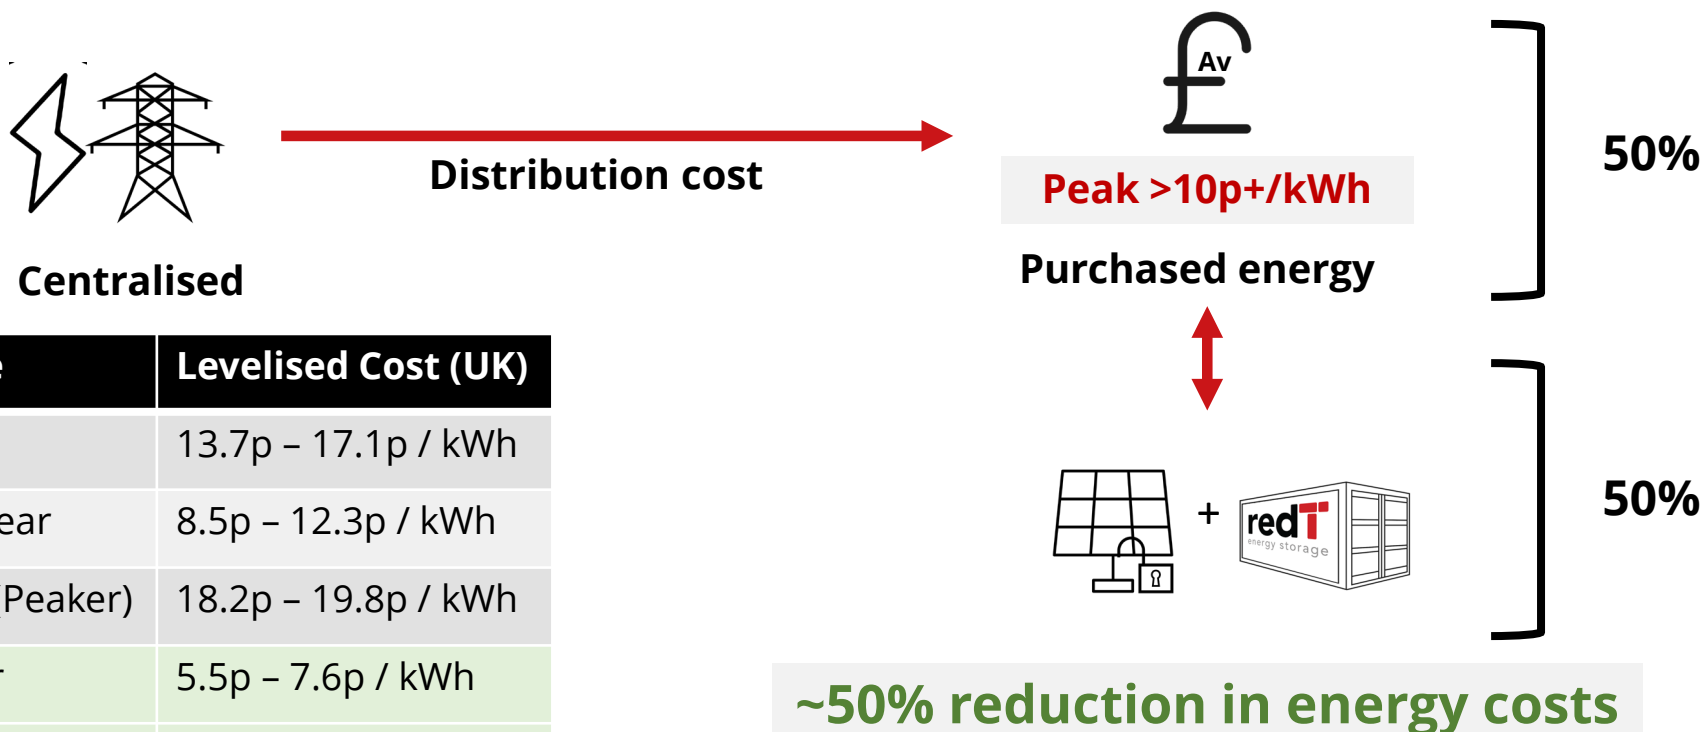 Av
50%
Distribution cost
Peak >10p+/kWh
Centralised
Purchased energy
Levelised Cost (UK)
13.7p – 17.1p / kWh
8.5p – 12.3p / kWh
(Peaker) 18.2p – 19.8p / kWh
5.5p – 7.6p / kWh
+
redT
energy storage
50%
~50% reduction in energy costs